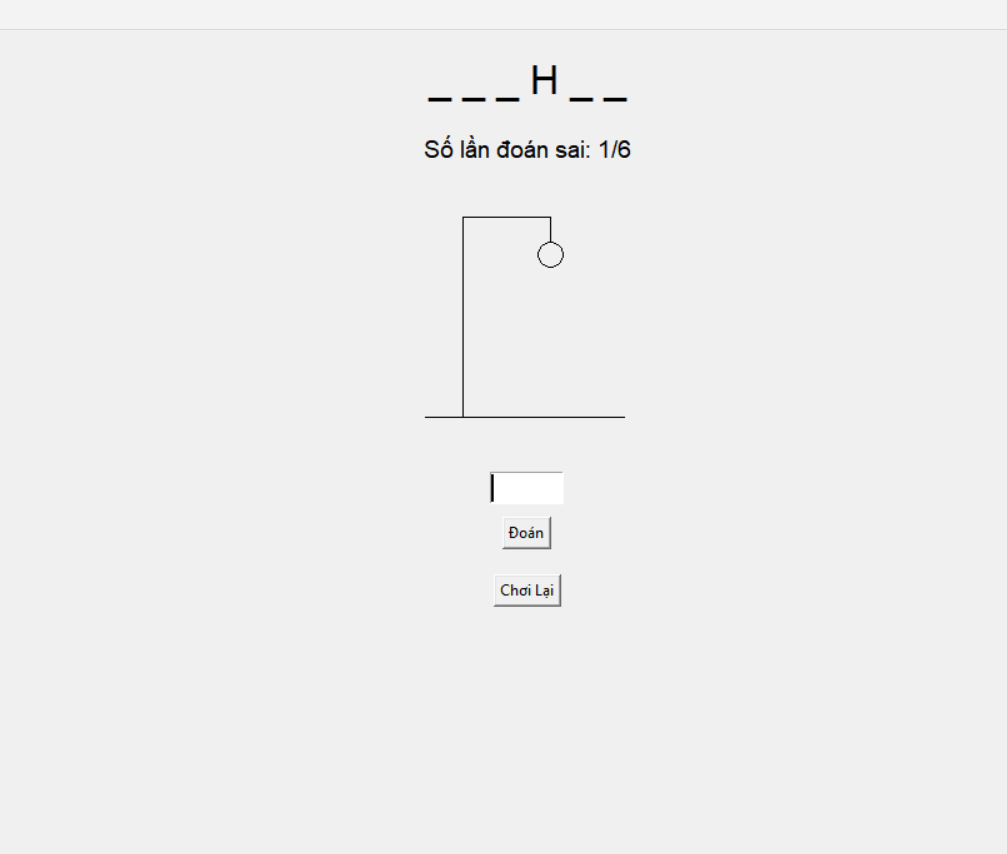 _ _ _ H _ _
Số lần đoán sai: 1/6
Đoán
Chơi Lại